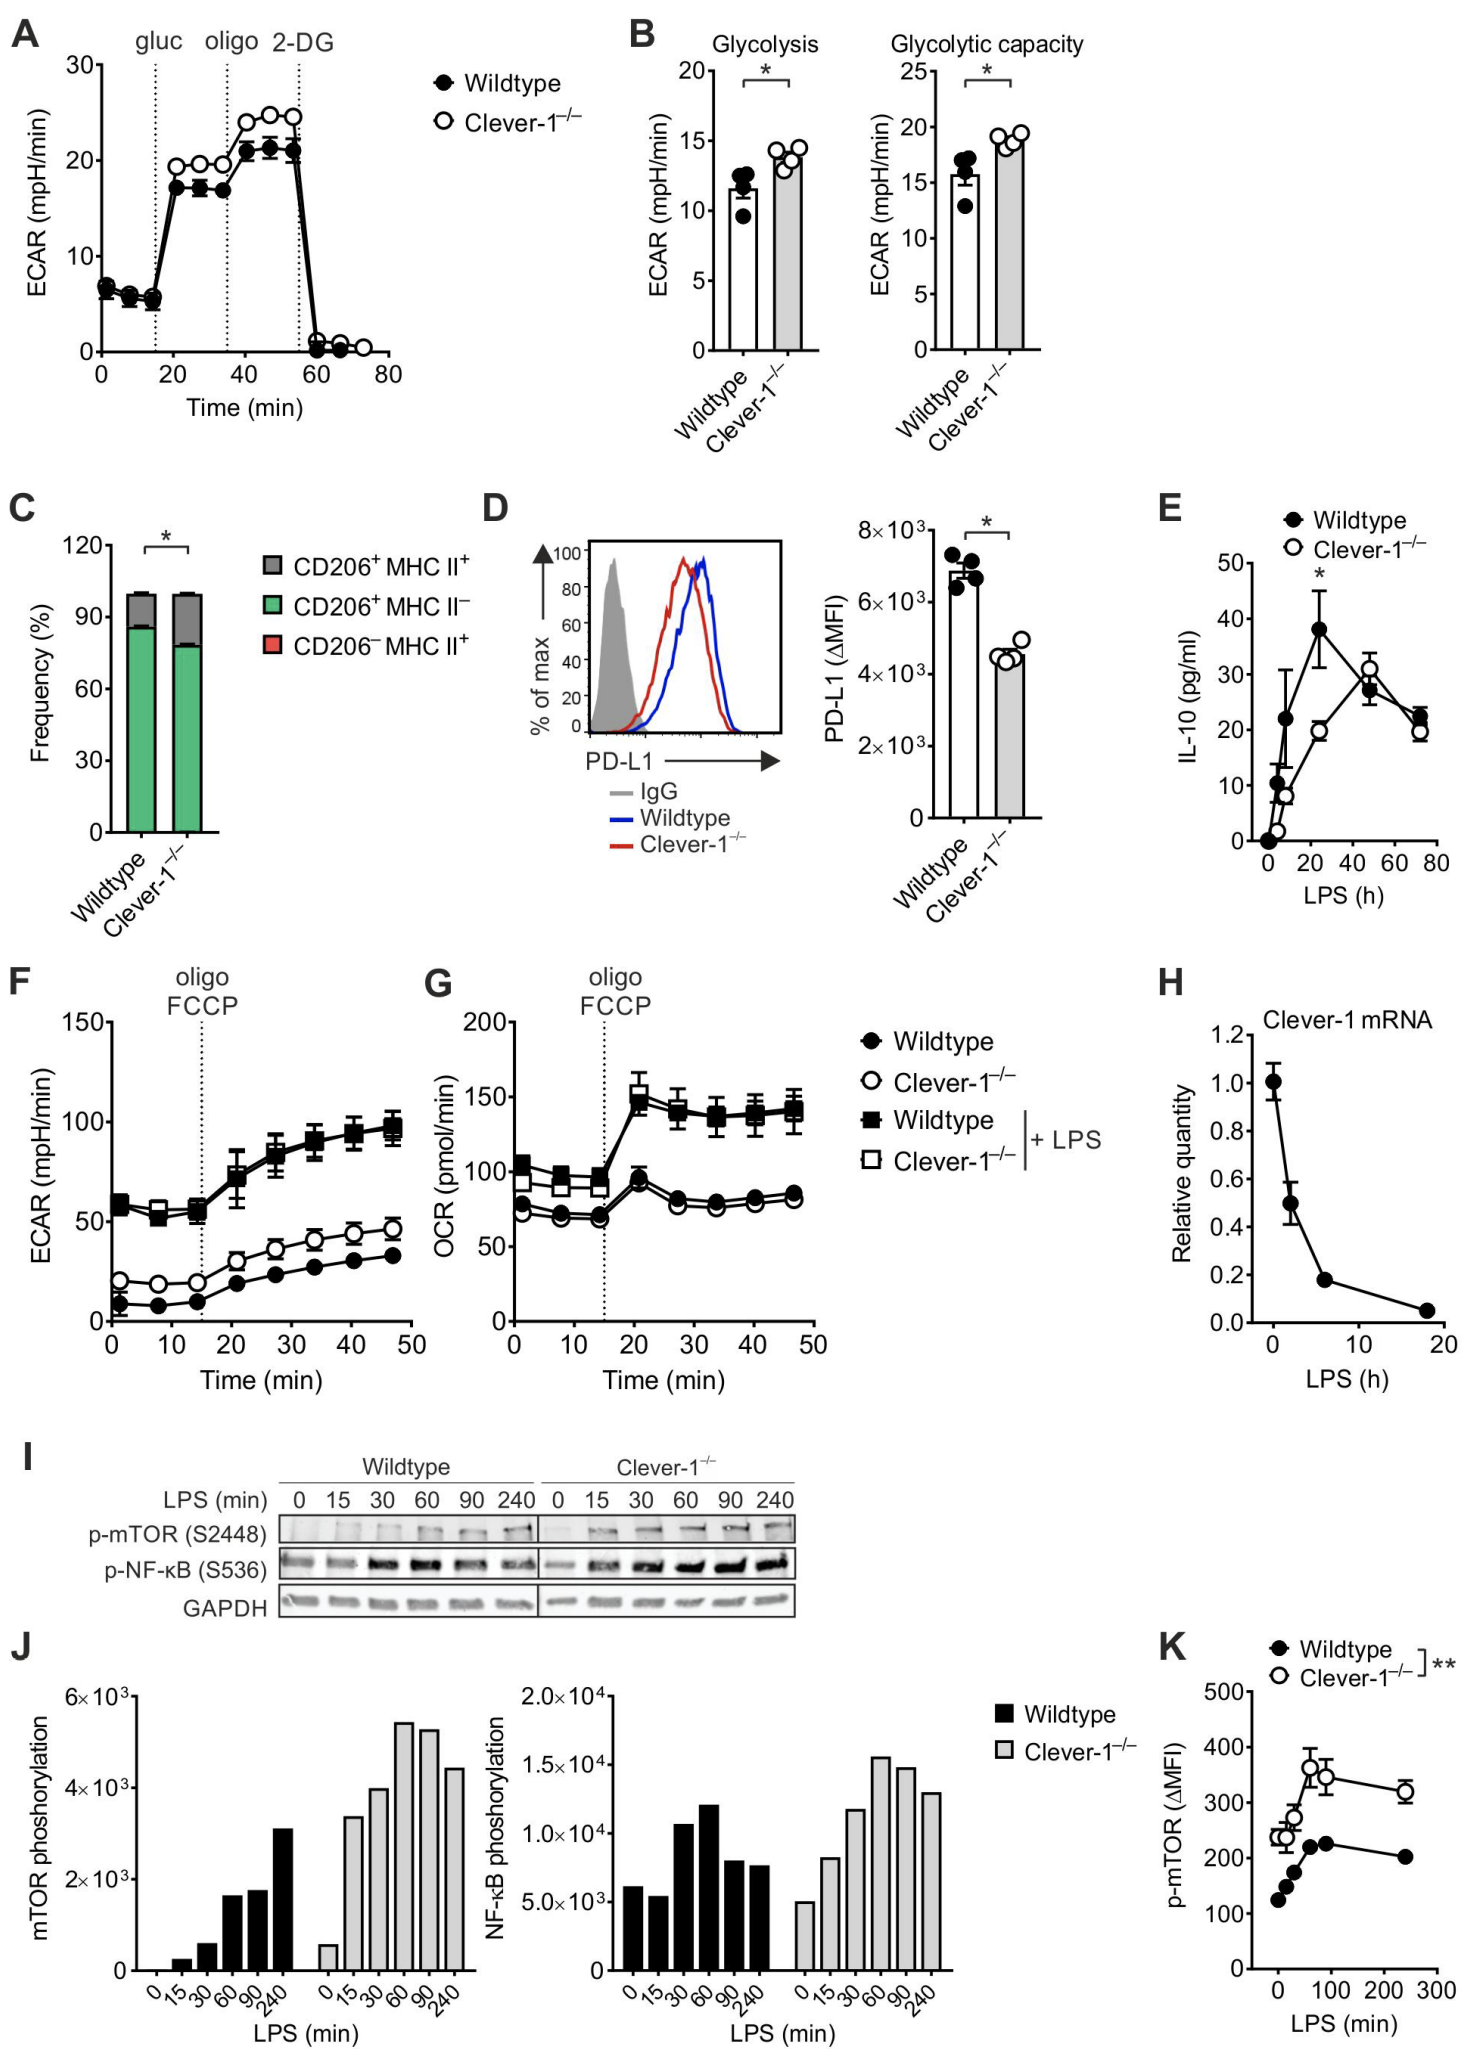 A
gluc oligo 2-DG
ECAR (mpH/min)
30
20
10
0
0 20 40 60 80
Time (min)
Wildtype
Clever-1–/–
B
Glycolysis
*
ECAR (mpH/min)
20
15
10
5
0
Wildtype
Clever-1–/–
Glycolytic capacity
*
ECAR (mpH/min)
25
20
15
10
5
0
Wildtype
Clever-1–/–
C
*
Frequency (%)
120
90
60
30
0
Wildtype
Clever-1–/–
CD206+ MHC II+
CD206+ MHC II–
CD206– MHC II+
D
% of max
100
80
60
40
20
0
PD-L1
IgG
Wildtype
Clever-1–/–
*
PD-L1 (ΔMFI)
8×10³
6×10³
4×10³
2×10³
0
Wildtype
Clever-1–/–
E
Wildtype
Clever-1–/–
*
IL-10 (pg/ml)
50
40
30
20
10
0
0 20 40 60 80
LPS (h)
F
oligo
FCCP
ECAR (mpH/min)
150
100
50
0
0 10 20 30 40 50
Time (min)
G
oligo
FCCP
OCR (pmol/min)
200
150
100
50
0
0 10 20 30 40 50
Time (min)
Wildtype
Clever-1–/–
Wildtype
Clever-1–/–
+ LPS
H
Clever-1 mRNA
Relative quantity
1.2
1.0
0.8
0.6
0.4
0.2
0.0
0 10 20
LPS (h)
I
Wildtype Clever-1–/–
LPS (min) 0 15 30 60 90 240 0 15 30 60 90 240
p-mTOR (S2448)
p-NF-κB (S536)
GAPDH
J
mTOR phoshorylation
6×10³
4×10³
2×10³
0
0 15 30 60 90 240 0 15 30 60 90 240
LPS (min)
NF-κB phoshorylation
2.0×10⁴
1.5×10⁴
1.0×10⁴
5.0×10³
0
0 15 30 60 90 240 0 15 30 60 90 240
LPS (min)
Wildtype
Clever-1–/–
K
Wildtype
Clever-1–/–
**
p-mTOR (ΔMFI)
500
400
300
200
100
0
0 100 200 300
LPS (min)